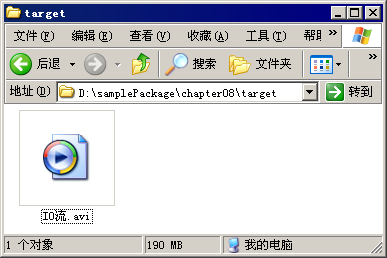 target
文件(F) 编辑(E) 查看(V) 收藏(A) 工具(T) 帮 »
后退 搜索 文件夹 »
地址(D) D:\samplePackage\chapter08\target 转到
IO流.avi
1 个对象 190 MB 我的电脑